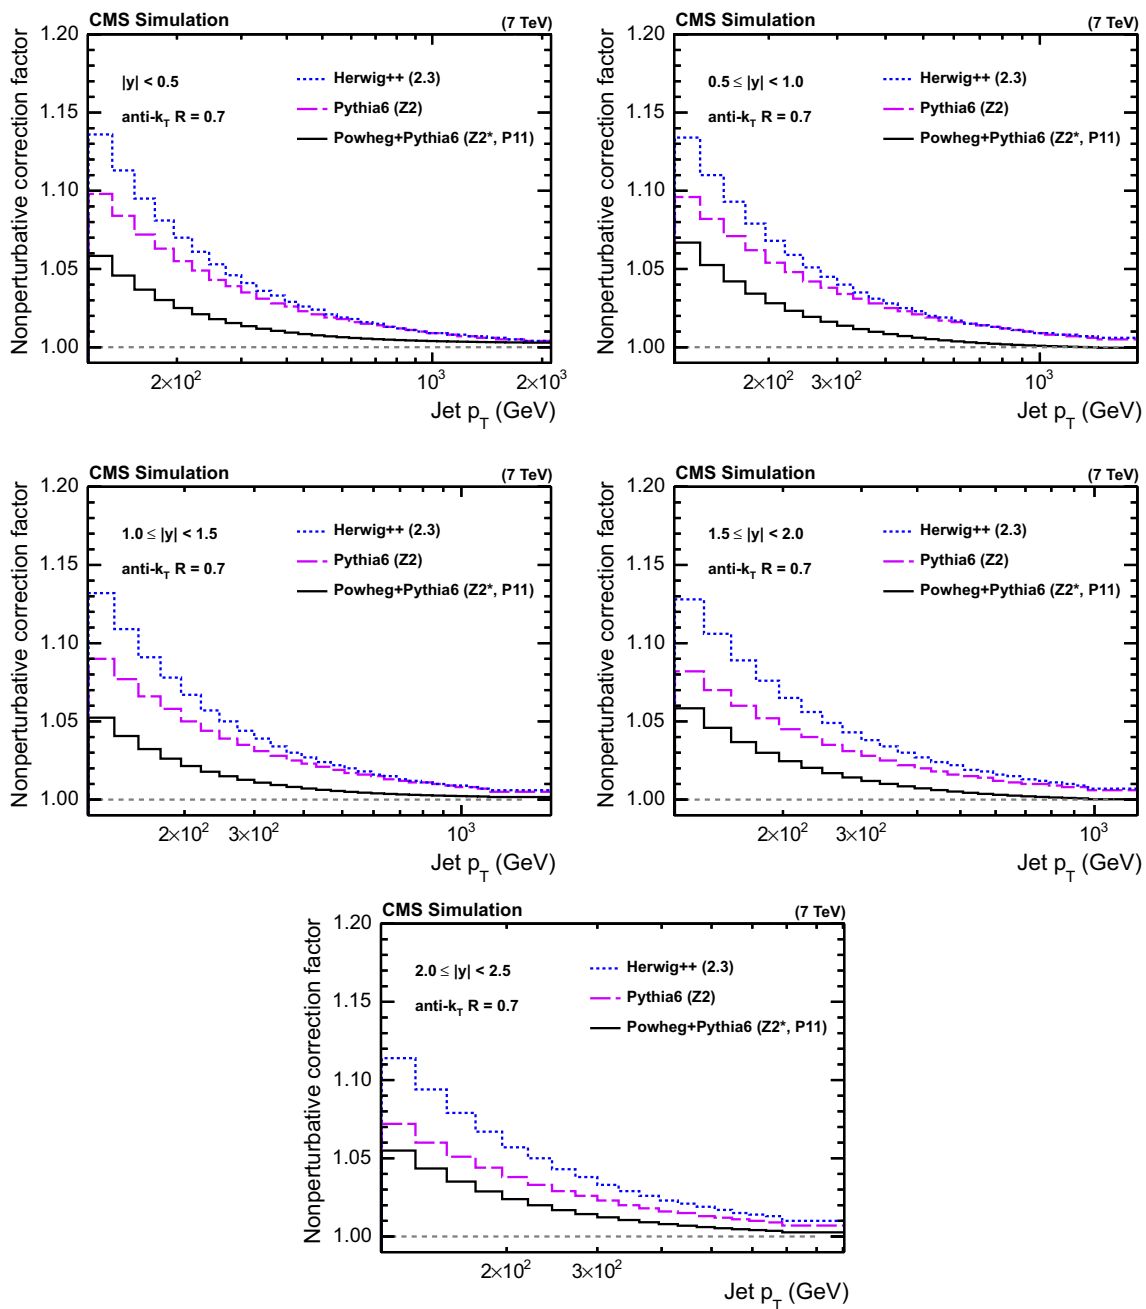 CMS Simulation (7 TeV)
Nonperturbative correction factor
1.20
1.15
1.10
1.05
1.00
|y| < 0.5
anti-k_T R = 0.7
Herwig++ (2.3)
Pythia6 (Z2)
Powheg+Pythia6 (Z2*, P11)
2×10² 10³ 2×10³
Jet p_T (GeV)
CMS Simulation (7 TeV)
Nonperturbative correction factor
1.20
1.15
1.10
1.05
1.00
0.5 ≤ |y| < 1.0
anti-k_T R = 0.7
Herwig++ (2.3)
Pythia6 (Z2)
Powheg+Pythia6 (Z2*, P11)
2×10² 3×10² 10³
Jet p_T (GeV)
CMS Simulation (7 TeV)
Nonperturbative correction factor
1.20
1.15
1.10
1.05
1.00
1.0 ≤ |y| < 1.5
anti-k_T R = 0.7
Herwig++ (2.3)
Pythia6 (Z2)
Powheg+Pythia6 (Z2*, P11)
2×10² 3×10² 10³
Jet p_T (GeV)
CMS Simulation (7 TeV)
Nonperturbative correction factor
1.20
1.15
1.10
1.05
1.00
1.5 ≤ |y| < 2.0
anti-k_T R = 0.7
Herwig++ (2.3)
Pythia6 (Z2)
Powheg+Pythia6 (Z2*, P11)
2×10² 3×10² 10³
Jet p_T (GeV)
CMS Simulation (7 TeV)
Nonperturbative correction factor
1.20
1.15
1.10
1.05
1.00
2.0 ≤ |y| < 2.5
anti-k_T R = 0.7
Herwig++ (2.3)
Pythia6 (Z2)
Powheg+Pythia6 (Z2*, P11)
2×10² 3×10²
Jet p_T (GeV)